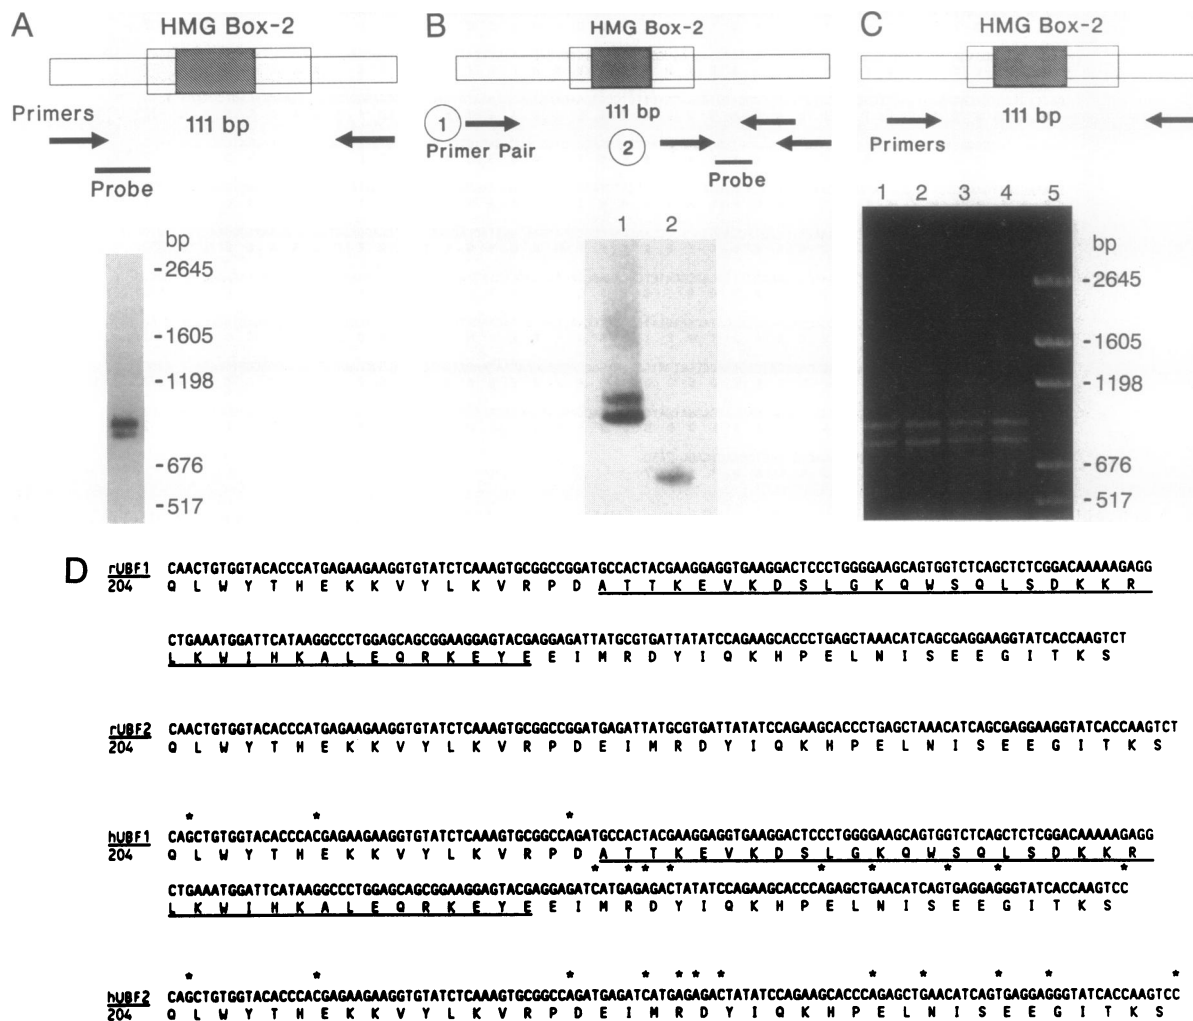 A
HMG Box-2
Primers
111 bp
Probe
bp
-2645
-1605
-1198
-676
-517
B
HMG Box-2
1
111 bp
Primer Pair
2
Probe
1 2
C
HMG Box-2
111 bp
Primers
1 2 3 4 5
bp
-2645
-1605
-1198
-676
-517
D
rUBF1 CAACTGTGGTACACCCATGAGAAGAAGGTGTATCTCAAAGTGCGGCCGGATGCCACTACGAAGGAGGTGAAGGACTCCCTGGGGAAGCAGTGGTCTCAGCTCTCGGACAAAAAGAGG
204 Q L W Y T H E K K V Y L K V R P D A T T K E V K D S L G K Q W S Q L S D K K R
CTGAAATGGATTCATAAGGCCCTGGAGCAGCGGAAGGAGTACGAGGAGATTATGCGTGATTATATCCAGAAGCACCCTGAGCTAAACATCAGCGAGGAAGGTATCACCAAGTCT
L K W I H K A L E Q R K E Y E E I M R D Y I Q K H P E L N I S E E G I T K S
rUBF2 CAACTGTGGTACACCCATGAGAAGAAGGTGTATCTCAAAGTGCGGCCGGATGAGATTATGCGTGATTATATCCAGAAGCACCCTGAGCTAAACATCAGCGAGGAAGGTATCACCAAGTCT
204 Q L W Y T H E K K V Y L K V R P D E I M R D Y I Q K H P E L N I S E E G I T K S
* * *
hUBF1 CAGCTGTGGTACACCCACGAGAAGAAGGTGTATCTCAAAGTGCGGCCAGATGCCACTACGAAGGAGGTGAAGGACTCCCTGGGGAAGCAGTGGTCTCAGCTCTCGGACAAAAAGAGG
204 Q L W Y T H E K K V Y L K V R P D A T T K E V K D S L G K Q W S Q L S D K K R
* * * * * * * * *
CTGAAATGGATTCATAAGGCCCTGGAGCAGCGGAAGGAGTACGAGGAGATCATGAGAGACTATATCCAGAAGCACCCAGAGCTGAACATCAGTGAGGAGGGTATCACCAAGTCC
L K W I H K A L E Q R K E Y E E I M R D Y I Q K H P E L N I S E E G I T K S
* * * * * * * * * * * *
hUBF2 CAGCTGTGGTACACCCACGAGAAGAAGGTGTATCTCAAAGTGCGGCCAGATGAGATCATGAGAGACTATATCCAGAAGCACCCAGAGCTGAACATCAGTGAGGAGGGTATCACCAAGTCC
204 Q L W Y T H E K K V Y L K V R P D E I M R D Y I Q K H P E L N I S E E G I T K S